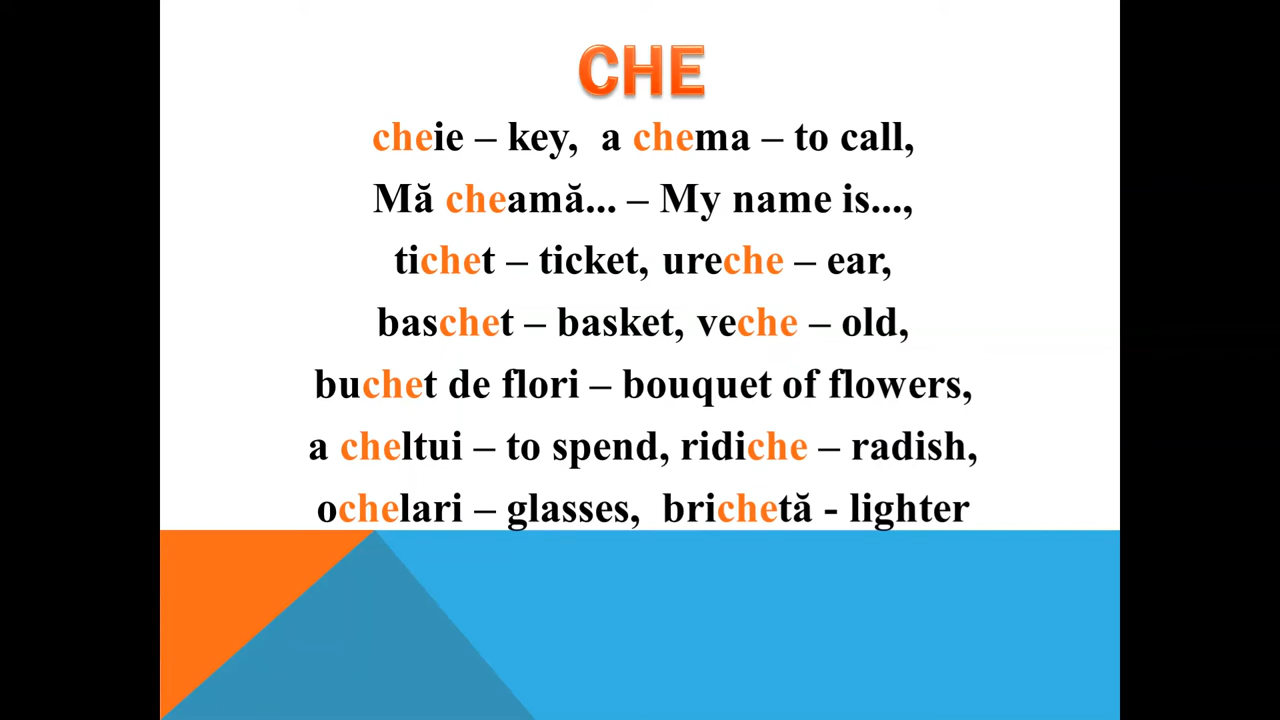 CHE
cheie – key, a chema – to call,
Mă cheamă... – My name is...,
tichet – ticket, ureche – ear,
baschet – basket, veche – old,
buchet de flori – bouquet of flowers,
a cheltui – to spend, ridiche – radish,
ochelari – glasses, brichetă - lighter